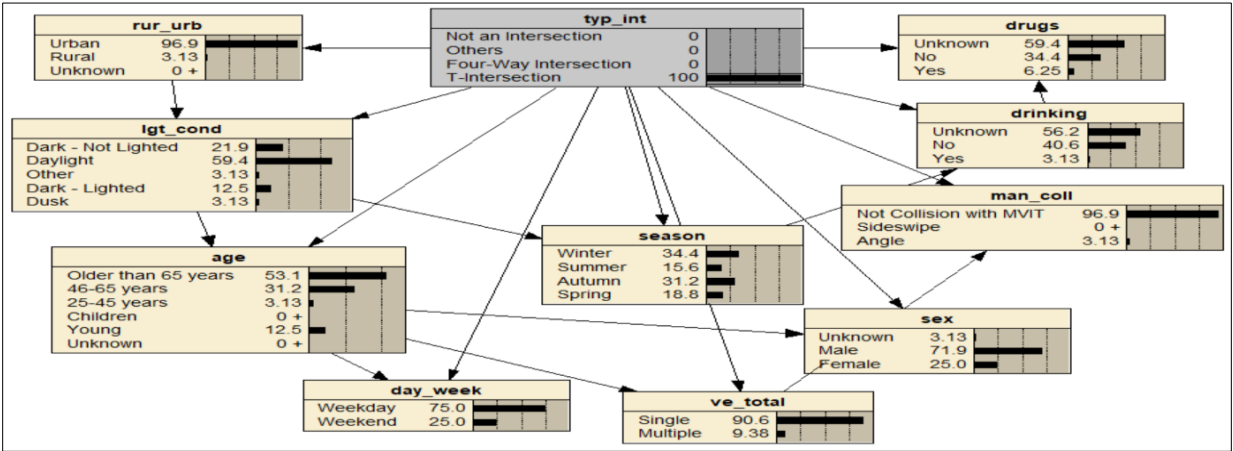 rur_urb
Urban 96.9
Rural 3.13
Unknown 0 +
typ_int
Not an Intersection 0
Others 0
Four-Way Intersection 0
T-Intersection 100
drugs
Unknown 59.4
No 34.4
Yes 6.25
lgt_cond
Dark - Not Lighted 21.9
Daylight 59.4
Other 3.13
Dark - Lighted 12.5
Dusk 3.13
drinking
Unknown 56.2
No 40.6
Yes 3.13
man_coll
Not Collision with MVIT 96.9
Sideswipe 0 +
Angle 3.13
age
Older than 65 years 53.1
46-65 years 31.2
25-45 years 3.13
Children 0 +
Young 12.5
Unknown 0 +
season
Winter 34.4
Summer 15.6
Autumn 31.2
Spring 18.8
sex
Unknown 3.13
Male 71.9
Female 25.0
day_week
Weekday 75.0
Weekend 25.0
ve_total
Single 90.6
Multiple 9.38